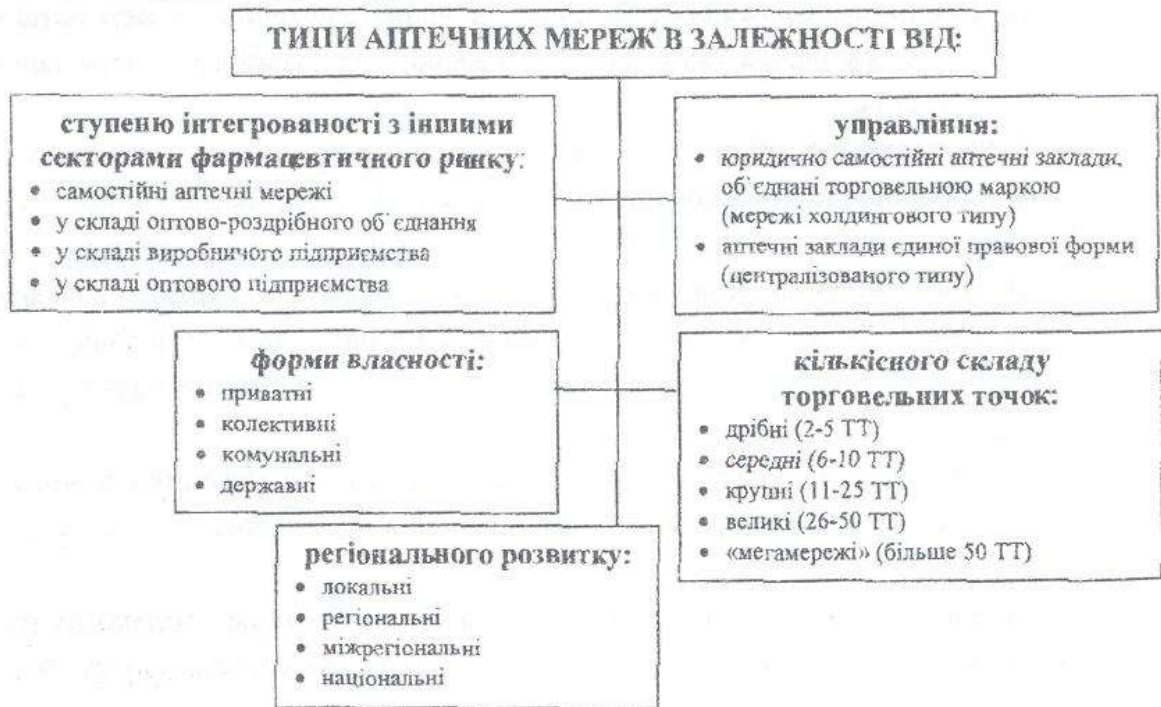 ТИПИ АПТЕЧНИХ МЕРЕЖ В ЗАЛЕЖНОСТІ ВІД:
ступеню інтегрованості з іншими
секторами фармацевтичного ринку:
• самостійні аптечні мережі
• у складі оптово-роздрібного об'єднання
• у складі виробничого підприємства
• у складі оптового підприємства
управління:
• юридично самостійні аптечні заклади,
об'єднані торговельною маркою
(мережі холдингового типу)
• аптечні заклади єдиної правової форми
(централізованого типу)
форми власності:
• приватні
• колективні
• комунальні
• державні
кількісного складу
торговельних точок:
• дрібні (2-5 ТТ)
• середні (6-10 ТТ)
• крупні (11-25 ТТ)
• великі (26-50 ТТ)
• «мегамережі» (більше 50 ТТ)
регіонального розвитку:
• локальні
• регіональні
• міжрегіональні
• національні